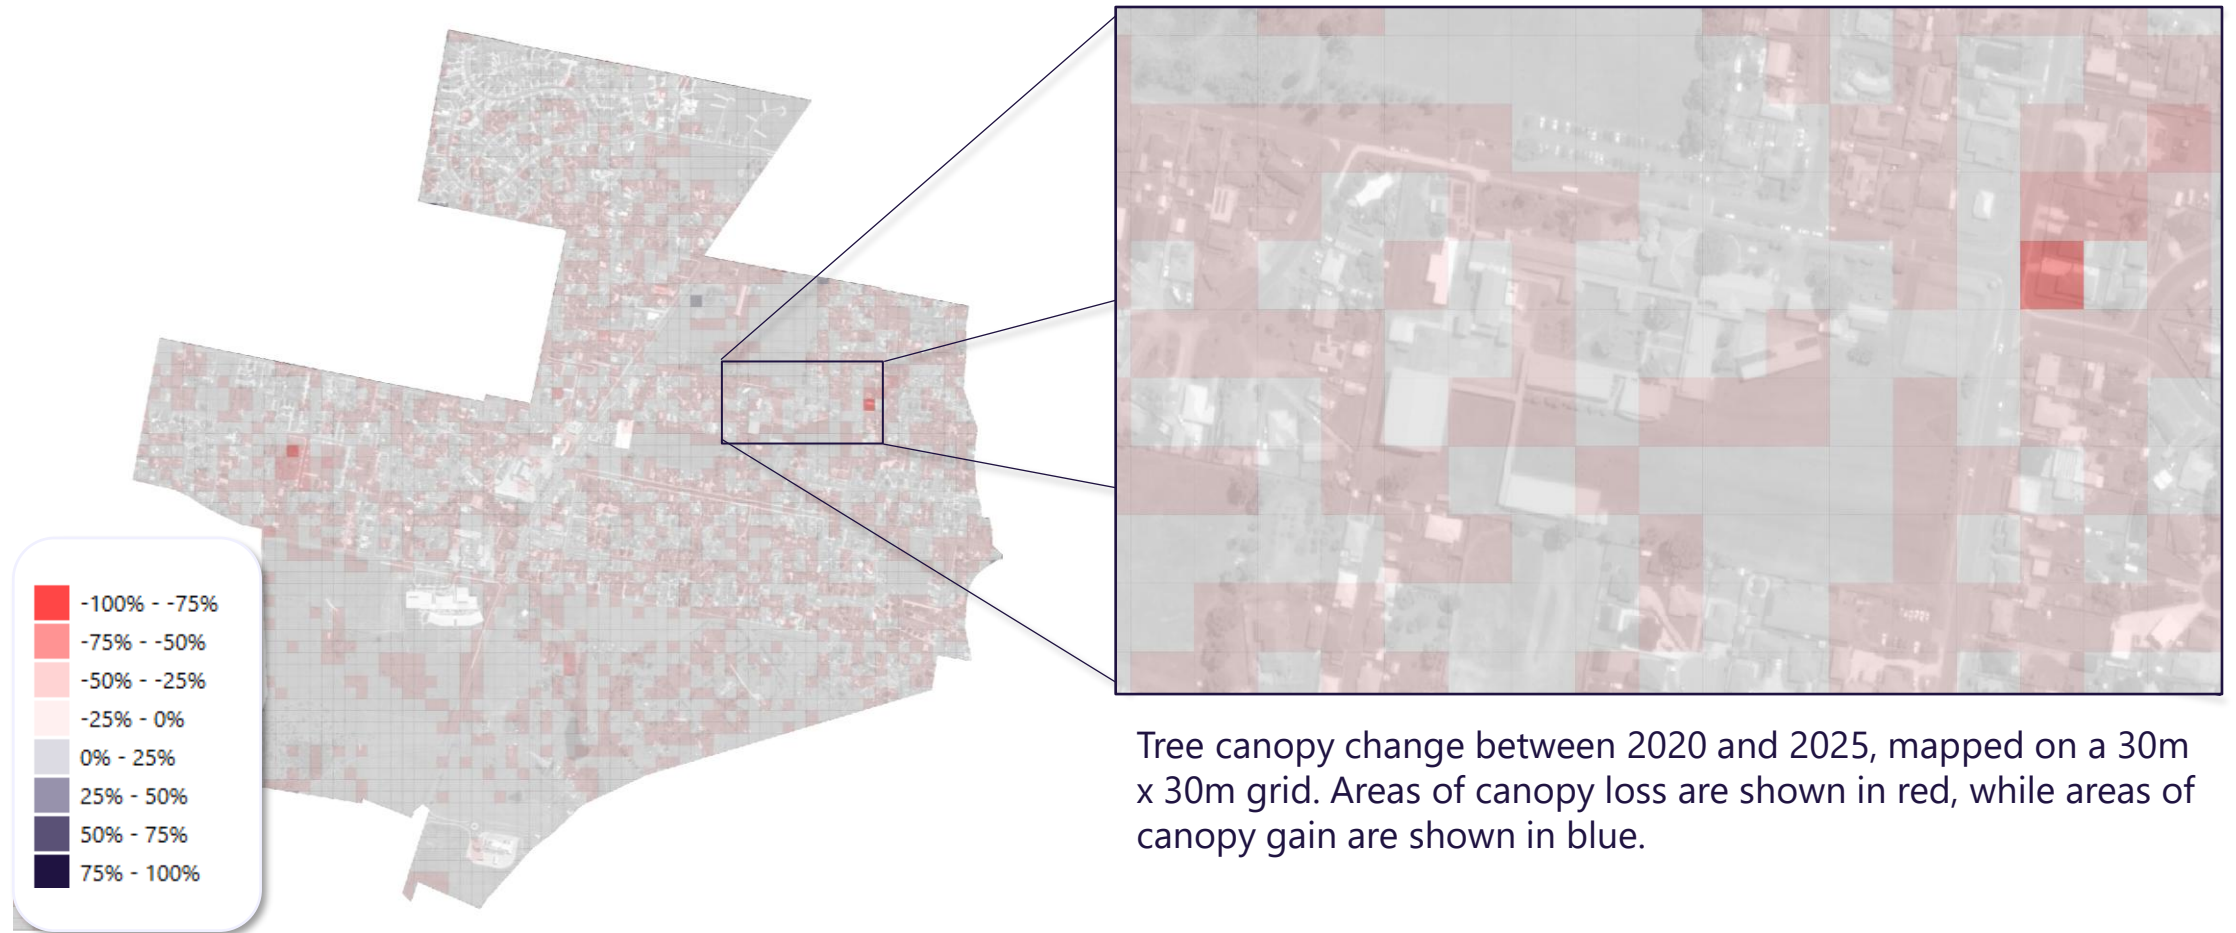 -100% - -75%
-75% - -50%
-50% - -25%
-25% - 0%
0% - 25%
25% - 50%
50% - 75%
75% - 100%
Tree canopy change between 2020 and 2025, mapped on a 30m
x 30m grid. Areas of canopy loss are shown in red, while areas of
canopy gain are shown in blue.